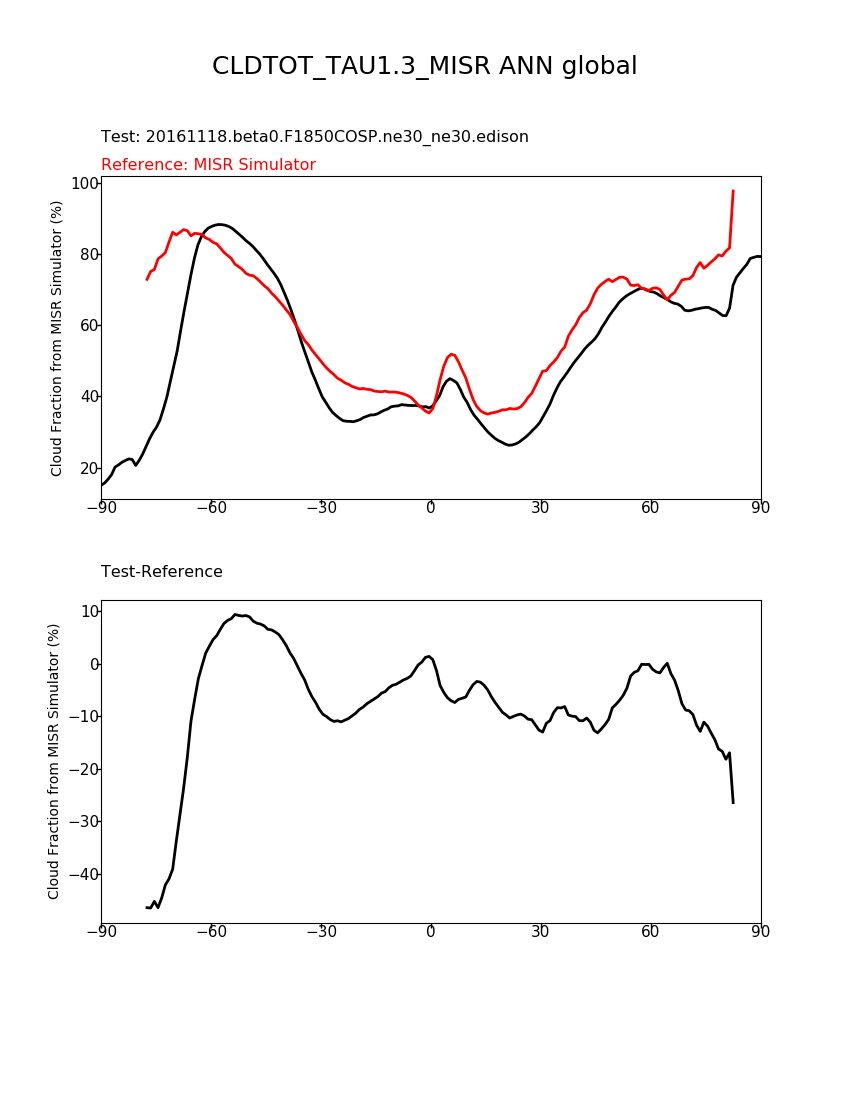 CLDTOT_TAU1.3_MISR ANN global
Test: 20161118.beta0.F1850COSP.ne30_ne30.edison
Reference: MISR Simulator
Cloud Fraction from MISR Simulator (%)
100
80
60
40
20
−90 −60 −30 0 30 60 90
Test-Reference
Cloud Fraction from MISR Simulator (%)
10
0
−10
−20
−30
−40
−90 −60 −30 0 30 60 90